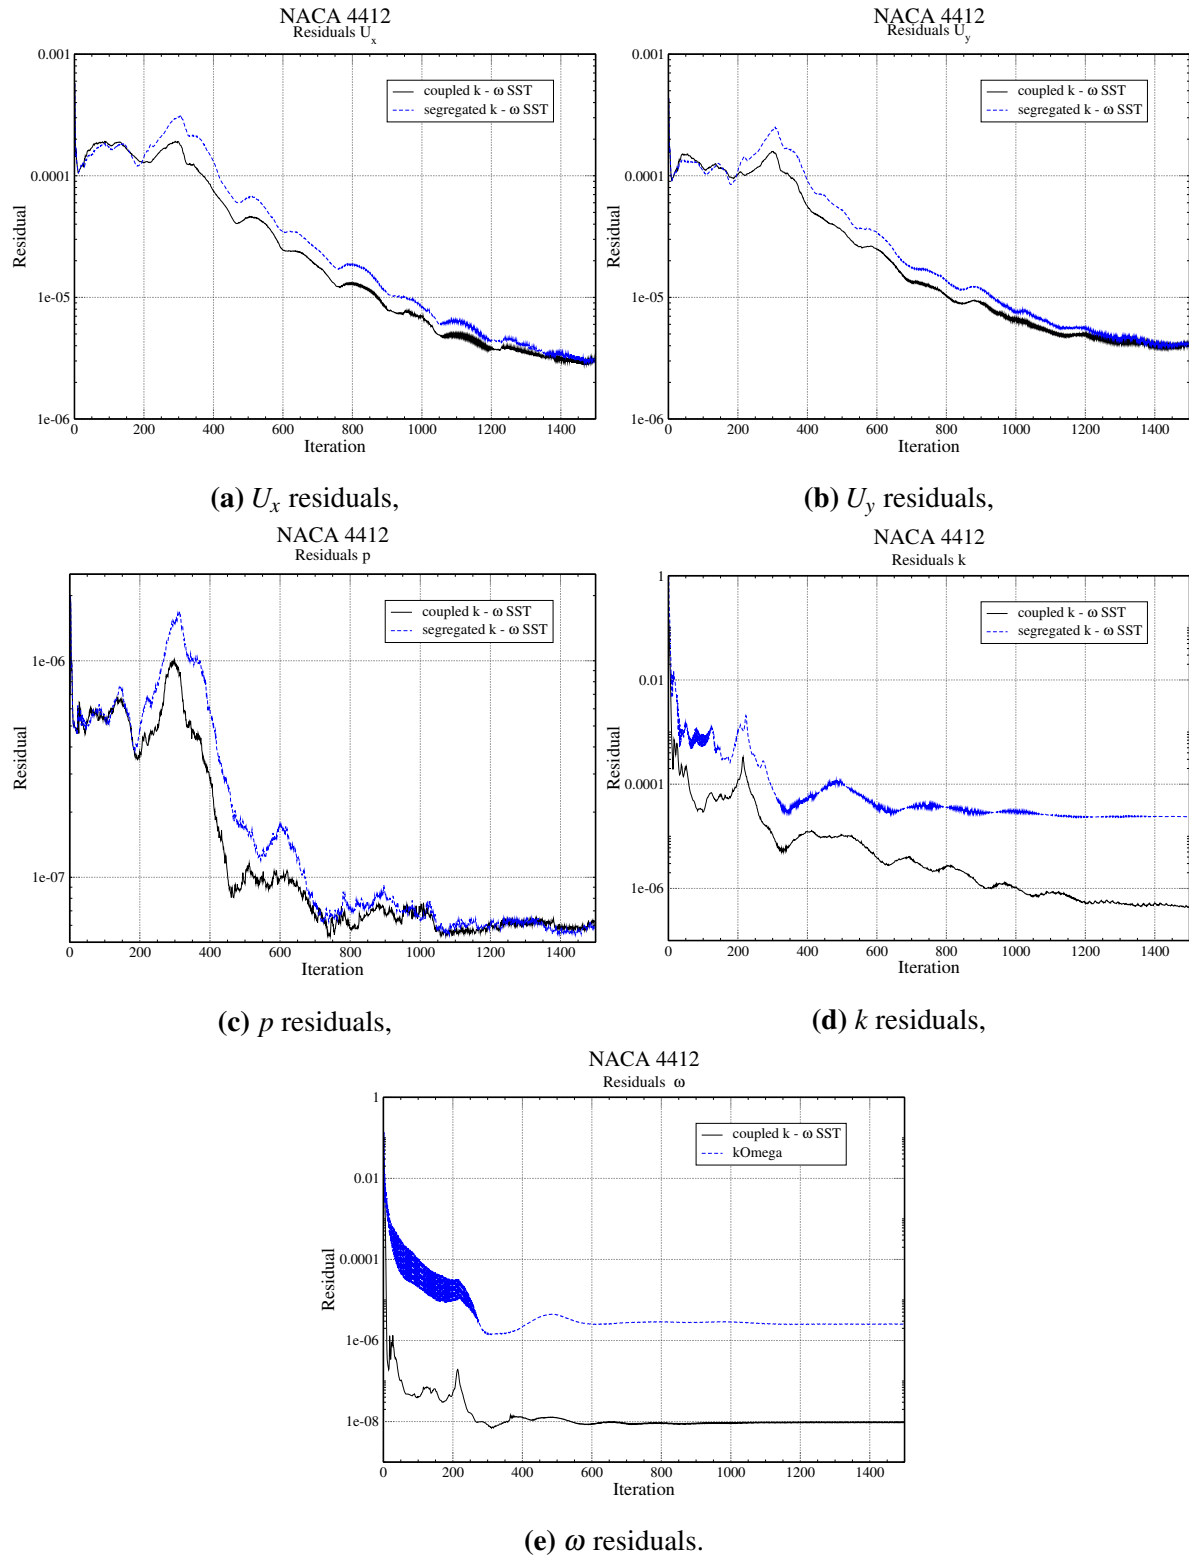 NACA 4412
Residuals U_x
0.001
0.0001
1e-05
1e-06
Residual
coupled k - ω SST
segregated k - ω SST
0 200 400 600 800 1000 1200 1400
Iteration
(a) U_x residuals,
NACA 4412
Residuals U_y
0.001
0.0001
1e-05
1e-06
Residual
coupled k - ω SST
segregated k - ω SST
0 200 400 600 800 1000 1200 1400
Iteration
(b) U_y residuals,
NACA 4412
Residuals p
1e-06
1e-07
Residual
coupled k - ω SST
segregated k - ω SST
0 200 400 600 800 1000 1200 1400
Iteration
(c) p residuals,
NACA 4412
Residuals k
1
0.01
0.0001
1e-06
Residual
coupled k - ω SST
segregated k - ω SST
0 200 400 600 800 1000 1200 1400
Iteration
(d) k residuals,
NACA 4412
Residuals ω
1
0.01
0.0001
1e-06
1e-08
Residual
coupled k - ω SST
kOmega
0 200 400 600 800 1000 1200 1400
Iteration
(e) ω residuals.